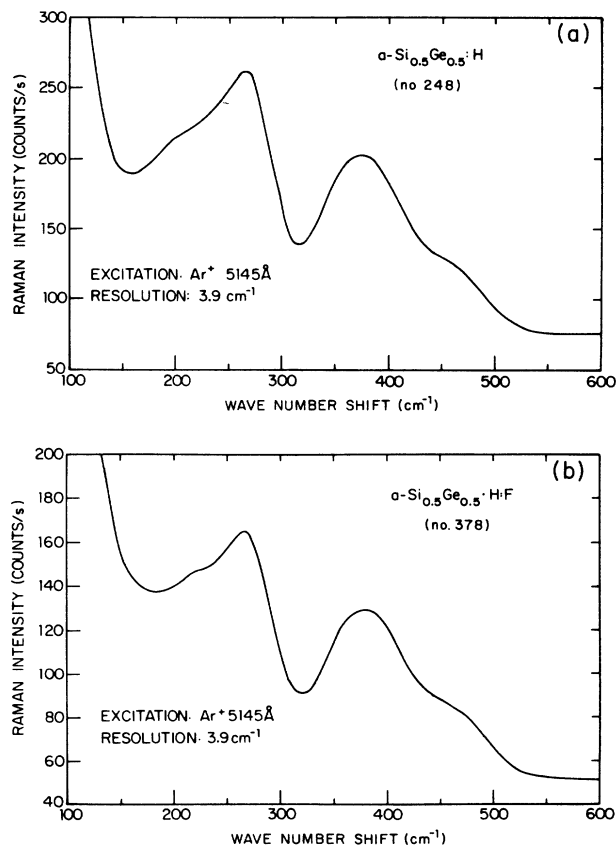 (a)
a-Si0.5Ge0.5:H
(no 248)
EXCITATION· Ar+ 5145Å
RESOLUTION: 3.9 cm-1
RAMAN INTENSITY (COUNTS/s)
300
250
200
150
100
50
100 200 300 400 500 600
WAVE NUMBER SHIFT (cm-1)
(b)
a-Si0.5Ge0.5·H:F
(no. 378)
EXCITATION· Ar+ 5145Å
RESOLUTION· 3.9 cm-1
RAMAN INTENSITY (COUNTS/s)
200
180
160
140
120
100
80
60
40
100 200 300 400 500 600
WAVE NUMBER SHIFT (cm-1)